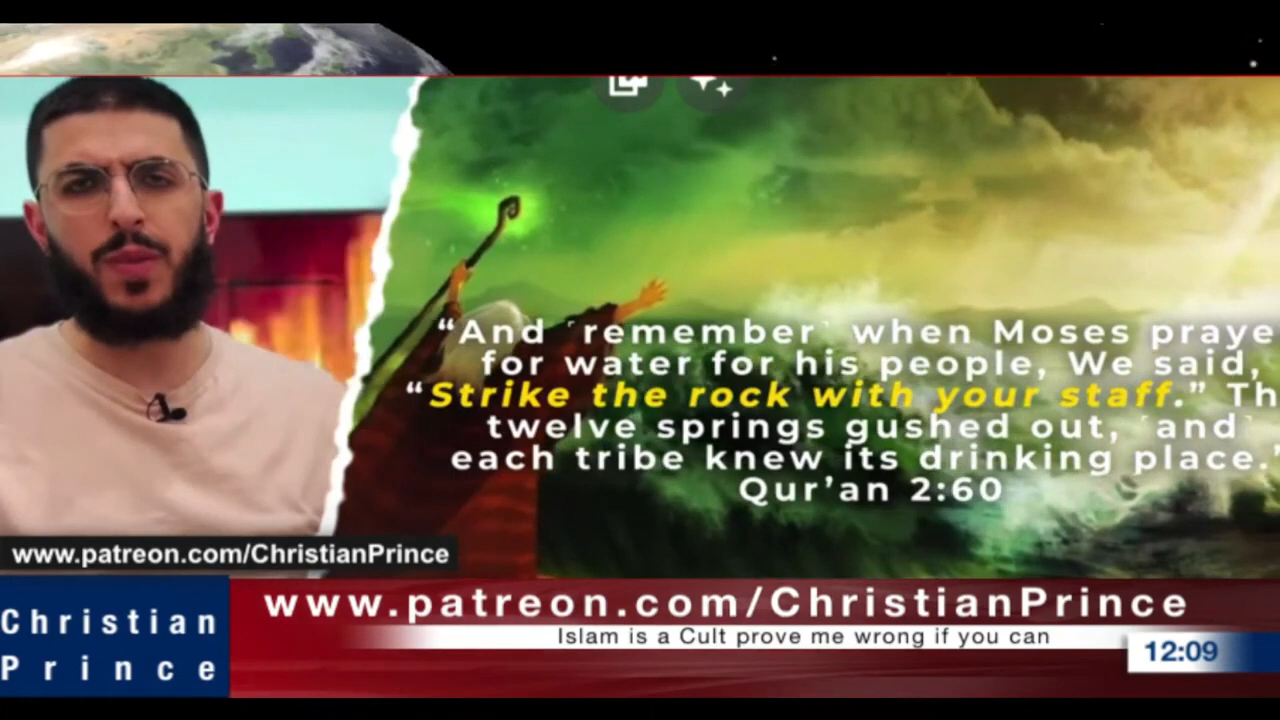 “And ˹remember˺ when Moses praye
for water for his people, We said,
“Strike the rock with your staff.” Th
twelve springs gushed out, ˹and˺
each tribe knew its drinking place.”
Qur’an 2:60
www.patreon.com/ChristianPrince
Christian
Prince
www.patreon.com/ChristianPrince
Islam is a Cult prove me wrong if you can
12:09